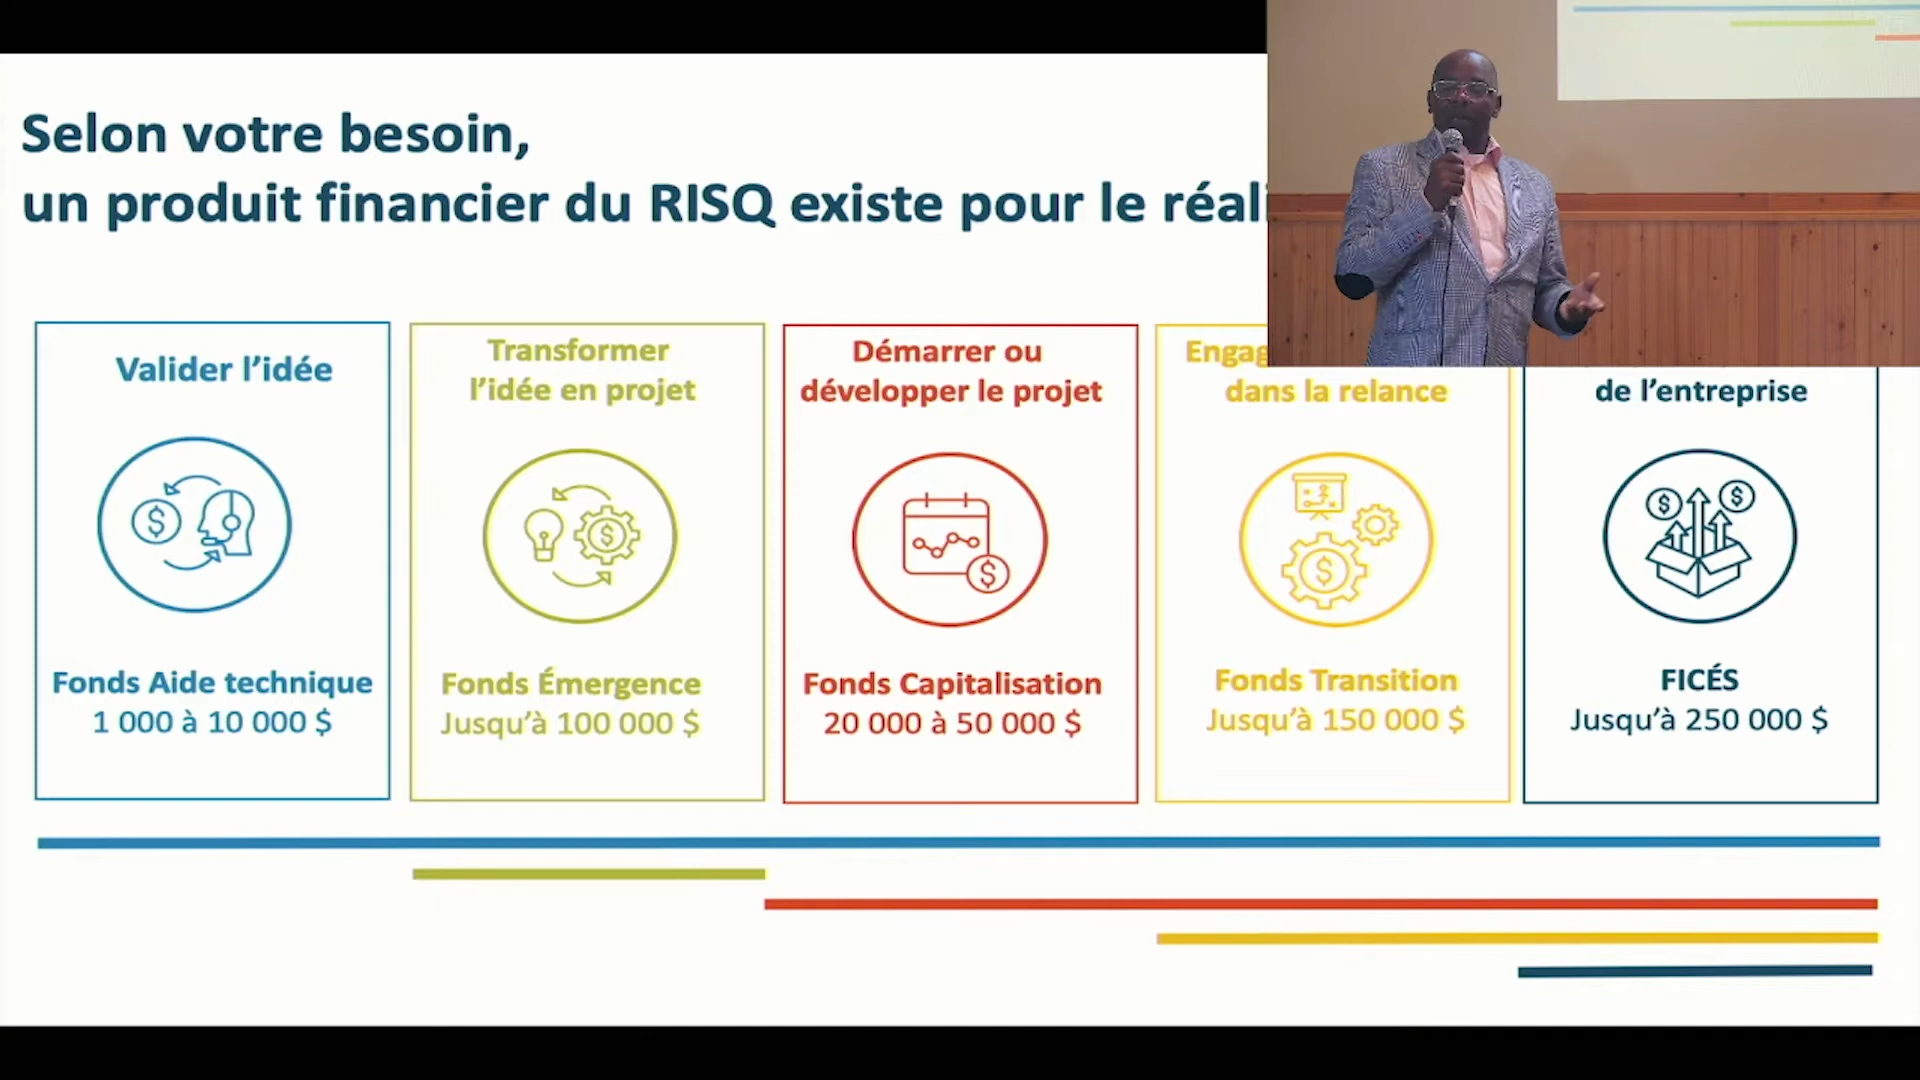 Selon votre besoin,
un produit financier du RISQ existe pour le
Valider l’idée
Transformer
l’idée en projet
Démarrer ou
développer le projet
dans la relance
de l’entreprise
Fonds Aide technique
1 000 à 10 000 $
Fonds Émergence
Jusqu’à 100 000 $
Fonds Capitalisation
20 000 à 50 000 $
Fonds Transition
Jusqu’à 150 000 $
FICÉS
Jusqu’à 250 000 $